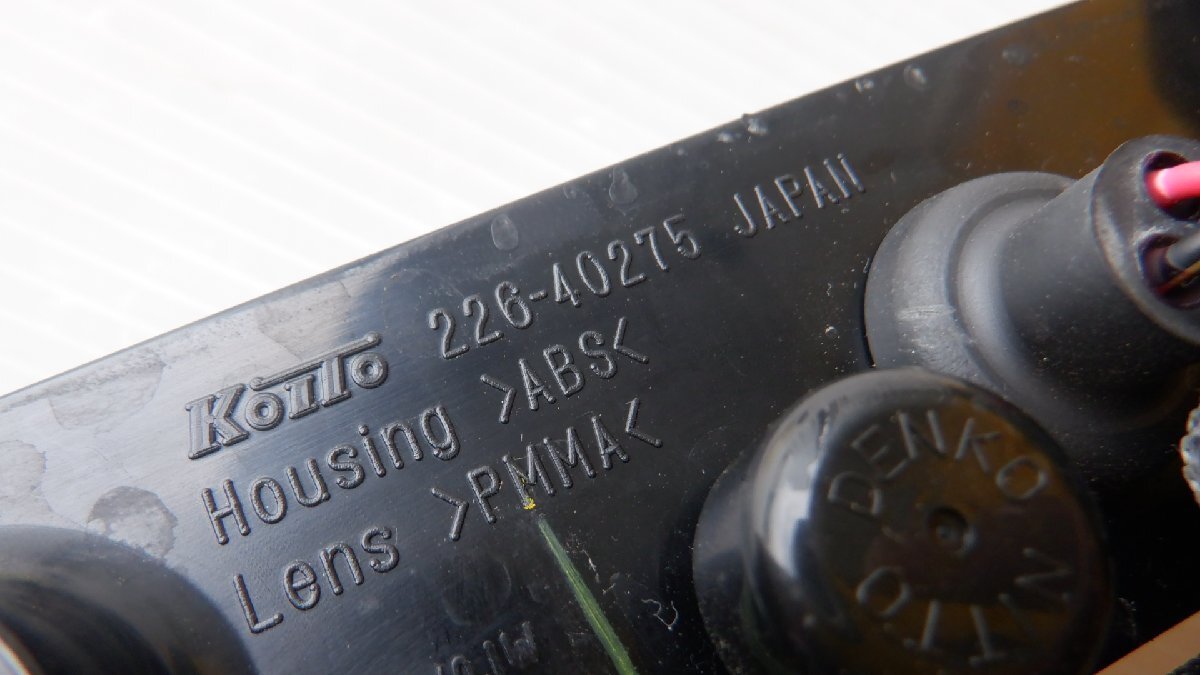 KoITo 226-40275 JAPAN
Housing >ABS<
Lens >PMMA<
DENKO